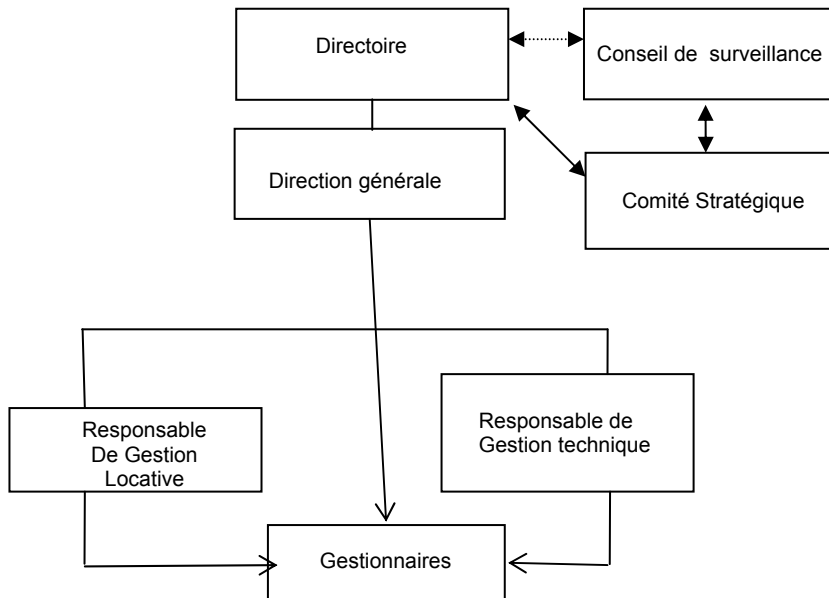 Directoire
Conseil de surveillance
Direction générale
Comité Stratégique
Responsable
De Gestion
Locative
Responsable de
Gestion technique
Gestionnaires